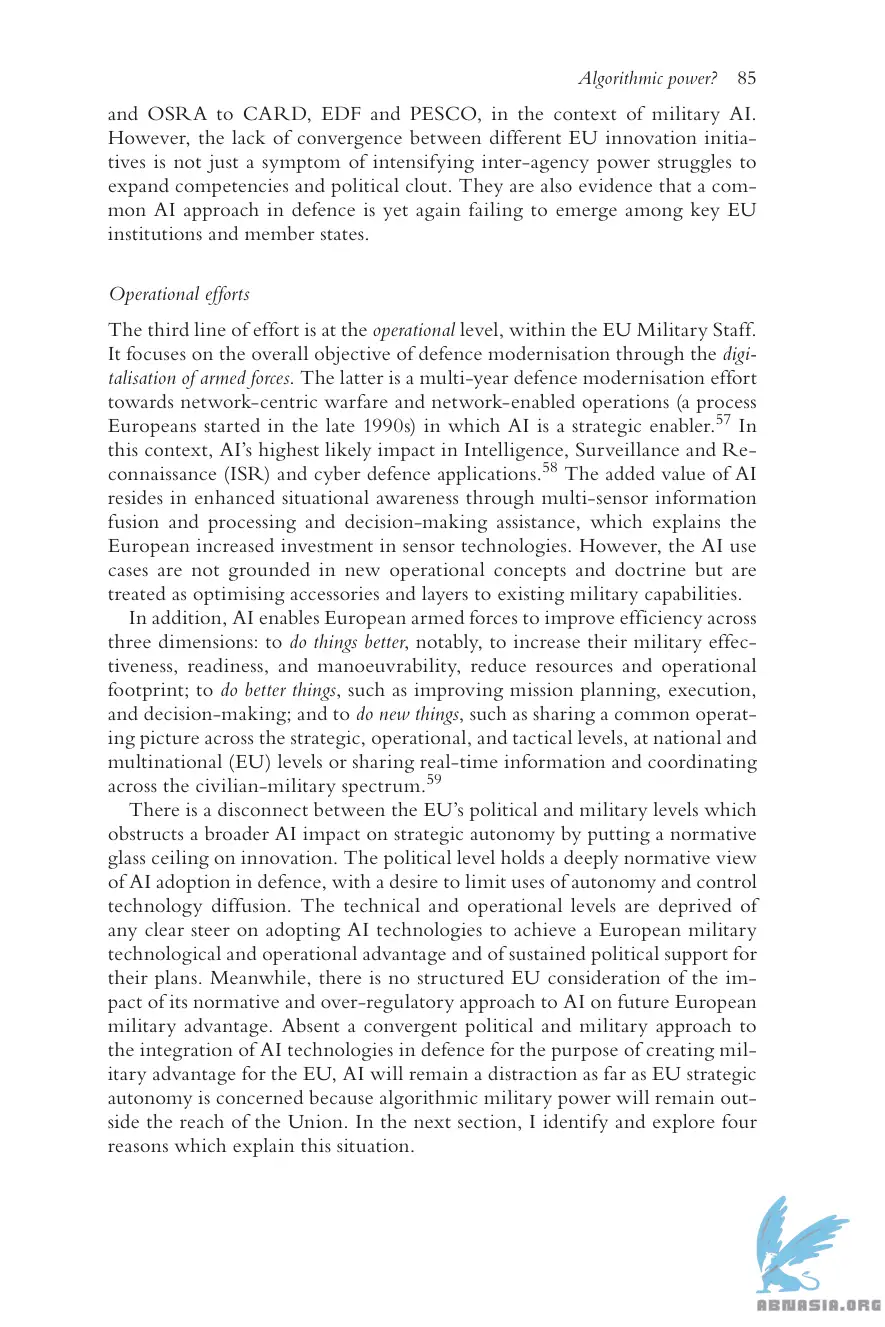 Algorithmic power? 85
and OSRA to CARD, EDF and PESCO, in the context of military AI.
However, the lack of convergence between different EU innovation initia-
tives is not just a symptom of intensifying inter-agency power struggles to
expand competencies and political clout. They are also evidence that a com-
mon AI approach in defence is yet again failing to emerge among key EU
institutions and member states.
Operational efforts
The third line of effort is at the operational level, within the EU Military Staff.
It focuses on the overall objective of defence modernisation through the digi-
talisation of armed forces. The latter is a multi-year defence modernisation effort
towards network-centric warfare and network-enabled operations (a process
Europeans started in the late 1990s) in which AI is a strategic enabler.57 In
this context, AI’s highest likely impact in Intelligence, Surveillance and Re-
connaissance (ISR) and cyber defence applications.58 The added value of AI
resides in enhanced situational awareness through multi-sensor information
fusion and processing and decision-making assistance, which explains the
European increased investment in sensor technologies. However, the AI use
cases are not grounded in new operational concepts and doctrine but are
treated as optimising accessories and layers to existing military capabilities.
In addition, AI enables European armed forces to improve efficiency across
three dimensions: to do things better, notably, to increase their military effec-
tiveness, readiness, and manoeuvrability, reduce resources and operational
footprint; to do better things, such as improving mission planning, execution,
and decision-making; and to do new things, such as sharing a common operat-
ing picture across the strategic, operational, and tactical levels, at national and
multinational (EU) levels or sharing real-time information and coordinating
across the civilian-military spectrum.59
There is a disconnect between the EU’s political and military levels which
obstructs a broader AI impact on strategic autonomy by putting a normative
glass ceiling on innovation. The political level holds a deeply normative view
of AI adoption in defence, with a desire to limit uses of autonomy and control
technology diffusion. The technical and operational levels are deprived of
any clear steer on adopting AI technologies to achieve a European military
technological and operational advantage and of sustained political support for
their plans. Meanwhile, there is no structured EU consideration of the im-
pact of its normative and over-regulatory approach to AI on future European
military advantage. Absent a convergent political and military approach to
the integration of AI technologies in defence for the purpose of creating mil-
itary advantage for the EU, AI will remain a distraction as far as EU strategic
autonomy is concerned because algorithmic military power will remain out-
side the reach of the Union. In the next section, I identify and explore four
reasons which explain this situation.
ABNASIA.ORG